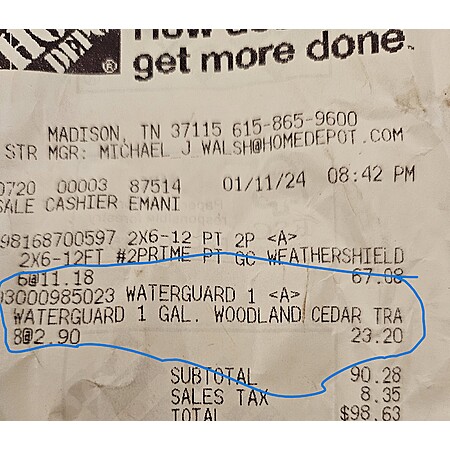 DEPOT
®
get more done.™
MADISON, TN 37115 615-865-9600
STR MGR: MICHAEL_J_WALSH@HOMEDEPOT.COM
0720 00003 87514 01/11/24 08:42 PM
SALE CASHIER EMANI
98168700597 2X6-12 PT 2P <A>
2X6-12FT #2PRIME PT GC WEATHERSHIELD
6@11.18 67.08
93000985023 WATERGUARD 1 <A>
WATERGUARD 1 GAL. WOODLAND CEDAR TRA
8@2.90 23.20
SUBTOTAL 90.28
SALES TAX 8.35
TOTAL $98.63